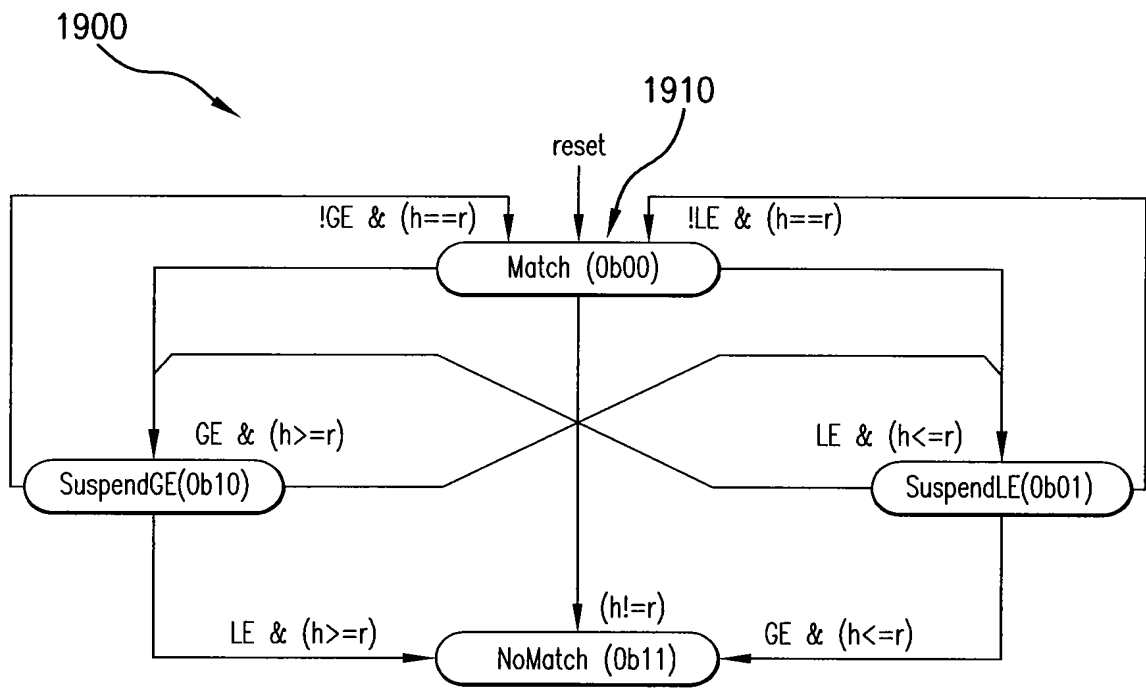 1900
1910
reset
!GE & (h==r)
!LE & (h==r)
Match (0b00)
GE & (h>=r)
LE & (h<=r)
SuspendGE(0b10)
SuspendLE(0b01)
(h!=r)
LE & (h>=r)
GE & (h<=r)
NoMatch (0b11)